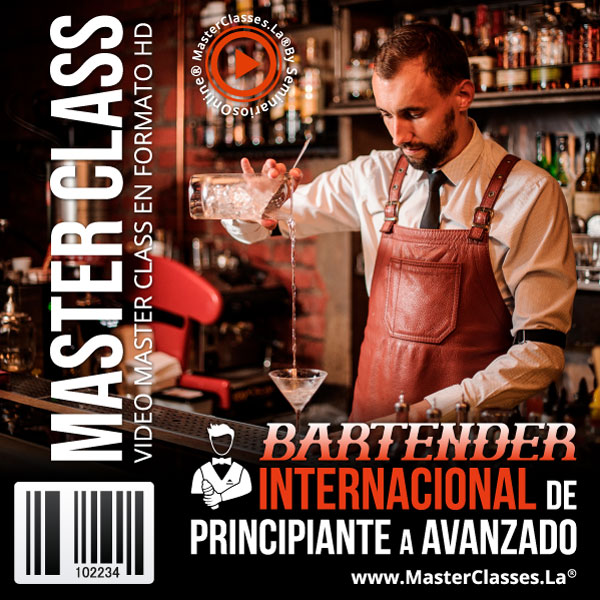 MASTER CLASS
VIDEO MASTER CLASS EN FORMATO HD
MasterClasses.La® By SeminariosOnline®
BARTENDER
INTERNACIONAL DE
PRINCIPIANTE A AVANZADO
102234
www.MasterClasses.La®